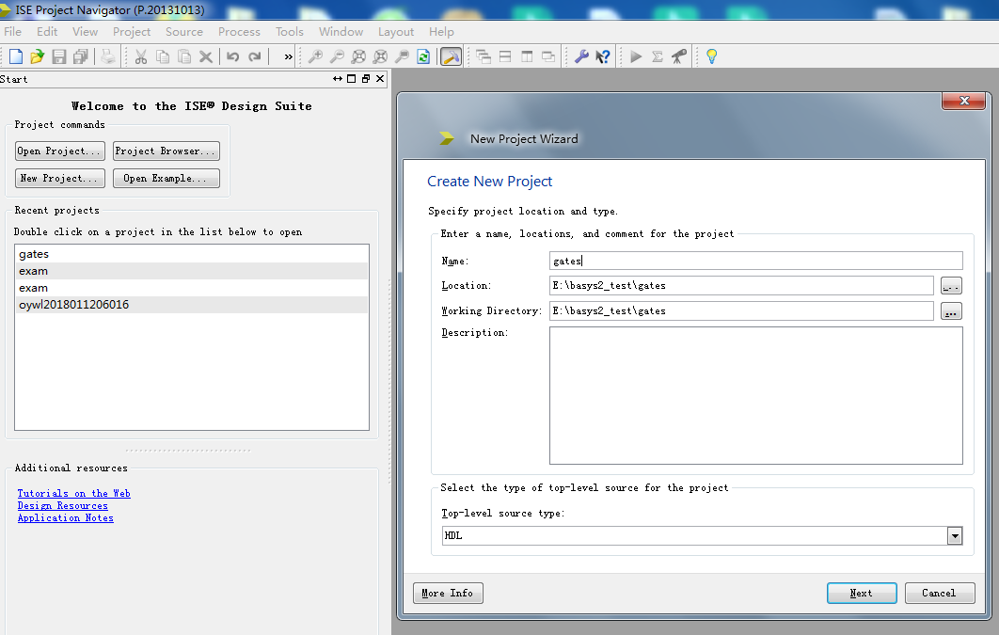 ISE Project Navigator (P.20131013)
File Edit View Project Source Process Tools Window Layout Help
»
Start
Welcome to the ISE® Design Suite
Project commands
Open Project... Project Browser...
New Project... Open Example...
Recent projects
Double click on a project in the list below to open
gates
exam
exam
oywl2018011206016
Additional resources
Tutorials on the Web
Design Resources
Application Notes
New Project Wizard
Create New Project
Specify project location and type.
Enter a name, locations, and comment for the project
Name: gates
Location: E:\basys2_test\gates ...
Working Directory: E:\basys2_test\gates ...
Description:
Select the type of top-level source for the project
Top-level source type:
HDL
More Info Next Cancel